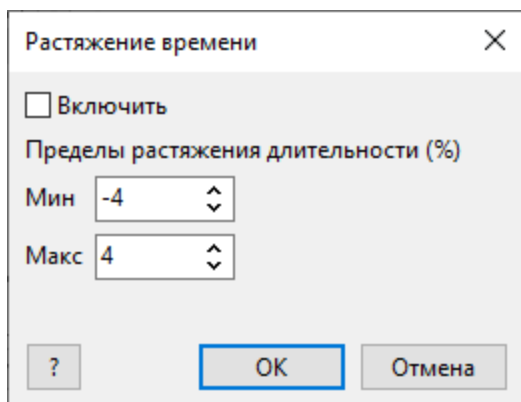 Растяжение времени
Включить
Пределы растяжения длительности (%)
Мин -4
Макс 4
? OK Отмена